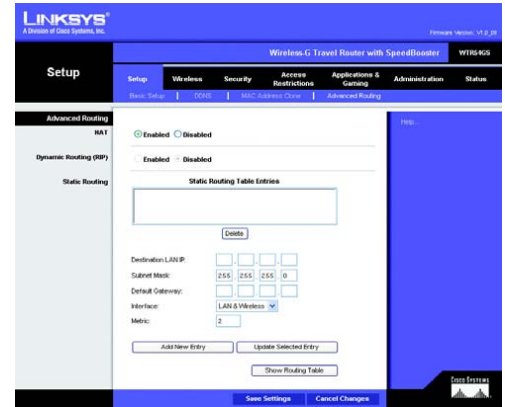 LINKSYS®
A Division of Cisco Systems, Inc.
Firmware Version: V1.0_01
Wireless-G Travel Router with SpeedBooster WTR54GS
Setup
Setup Wireless Security Access Restrictions Applications & Gaming Administration Status
Basic Setup | DDNS | MAC Address Clone | Advanced Routing
Advanced Routing
Help...
NAT
Enabled Disabled
Dynamic Routing (RIP)
Enabled Disabled
Static Routing
Static Routing Table Entries
Delete
Destination LAN IP:
Subnet Mask: 255 . 255 . 255 . 0
Default Gateway:
Interface: LAN & Wireless
Metric: 2
Add New Entry Update Selected Entry
Show Routing Table
Save Settings Cancel Changes
CISCO SYSTEMS